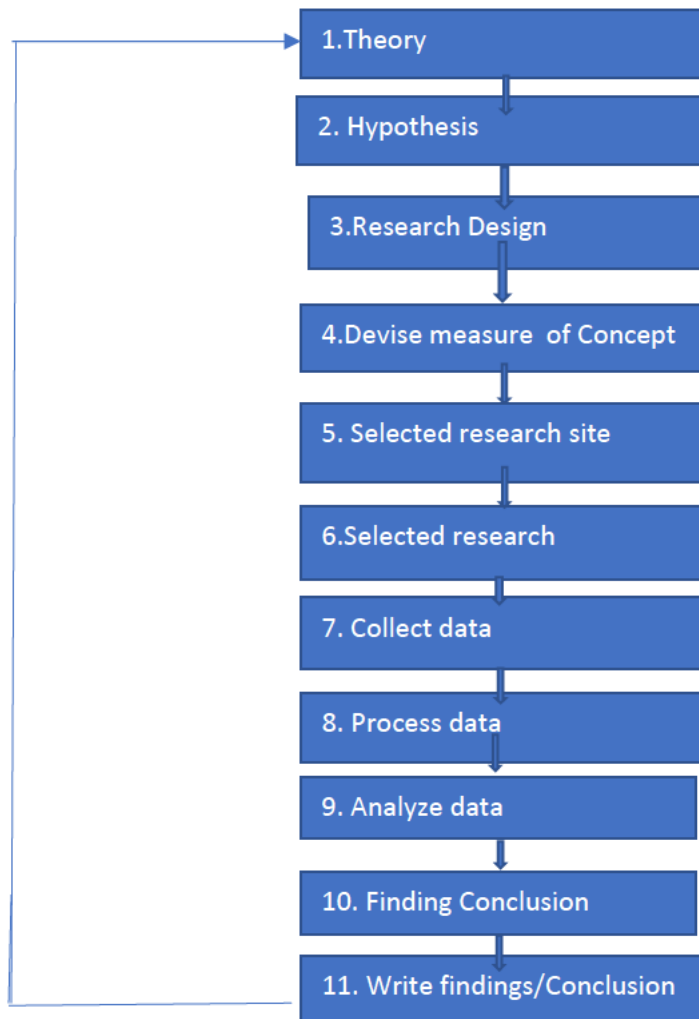 1.Theory
2. Hypothesis
3.Research Design
4.Devise measure  of Concept
5. Selected research site
6.Selected research
7. Collect data
8. Process data
9. Analyze data
10. Finding Conclusion
11. Write findings/Conclusion